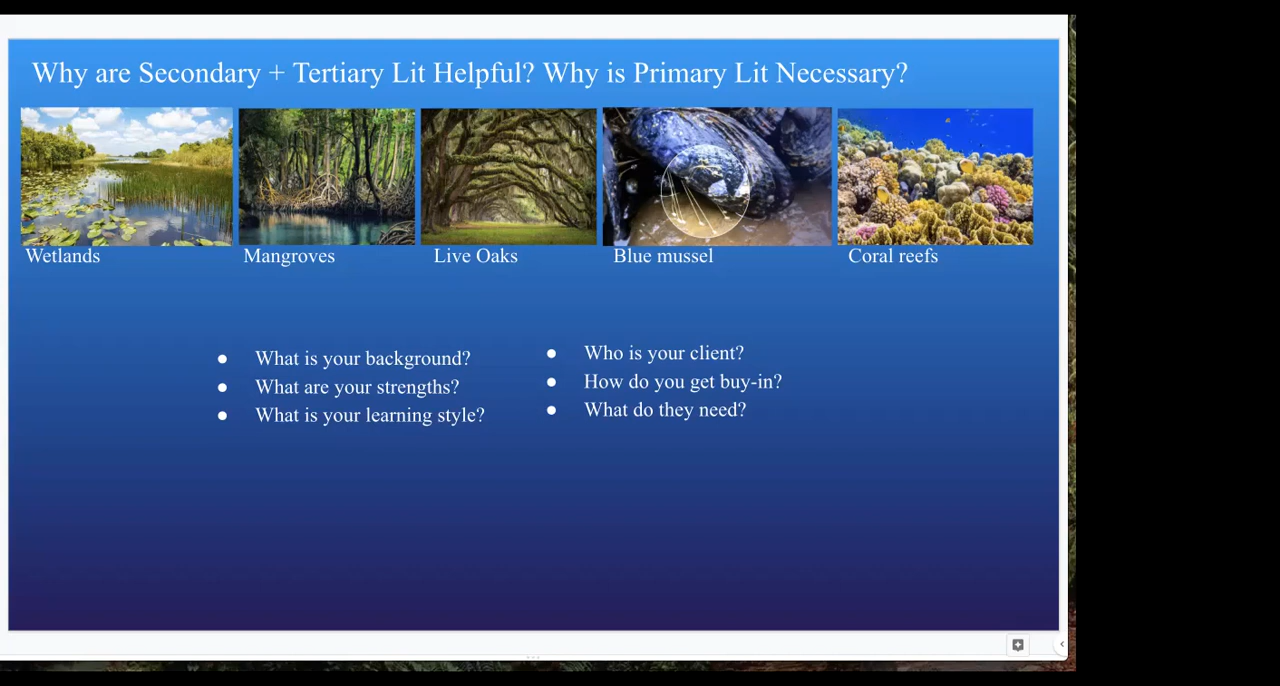 Why are Secondary + Tertiary Lit Helpful? Why is Primary Lit Necessary?
Wetlands
Mangroves
Live Oaks
Blue mussel
Coral reefs
● What is your background?
● What are your strengths?
● What is your learning style?
● Who is your client?
● How do you get buy-in?
● What do they need?